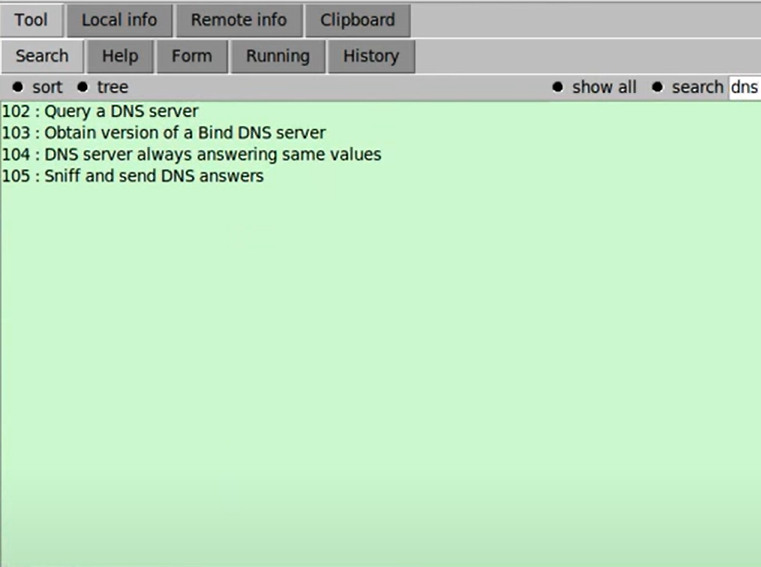 Tool Local info Remote info Clipboard
Search Help Form Running History
sort tree show all search dns
102 : Query a DNS server
103 : Obtain version of a Bind DNS server
104 : DNS server always answering same values
105 : Sniff and send DNS answers